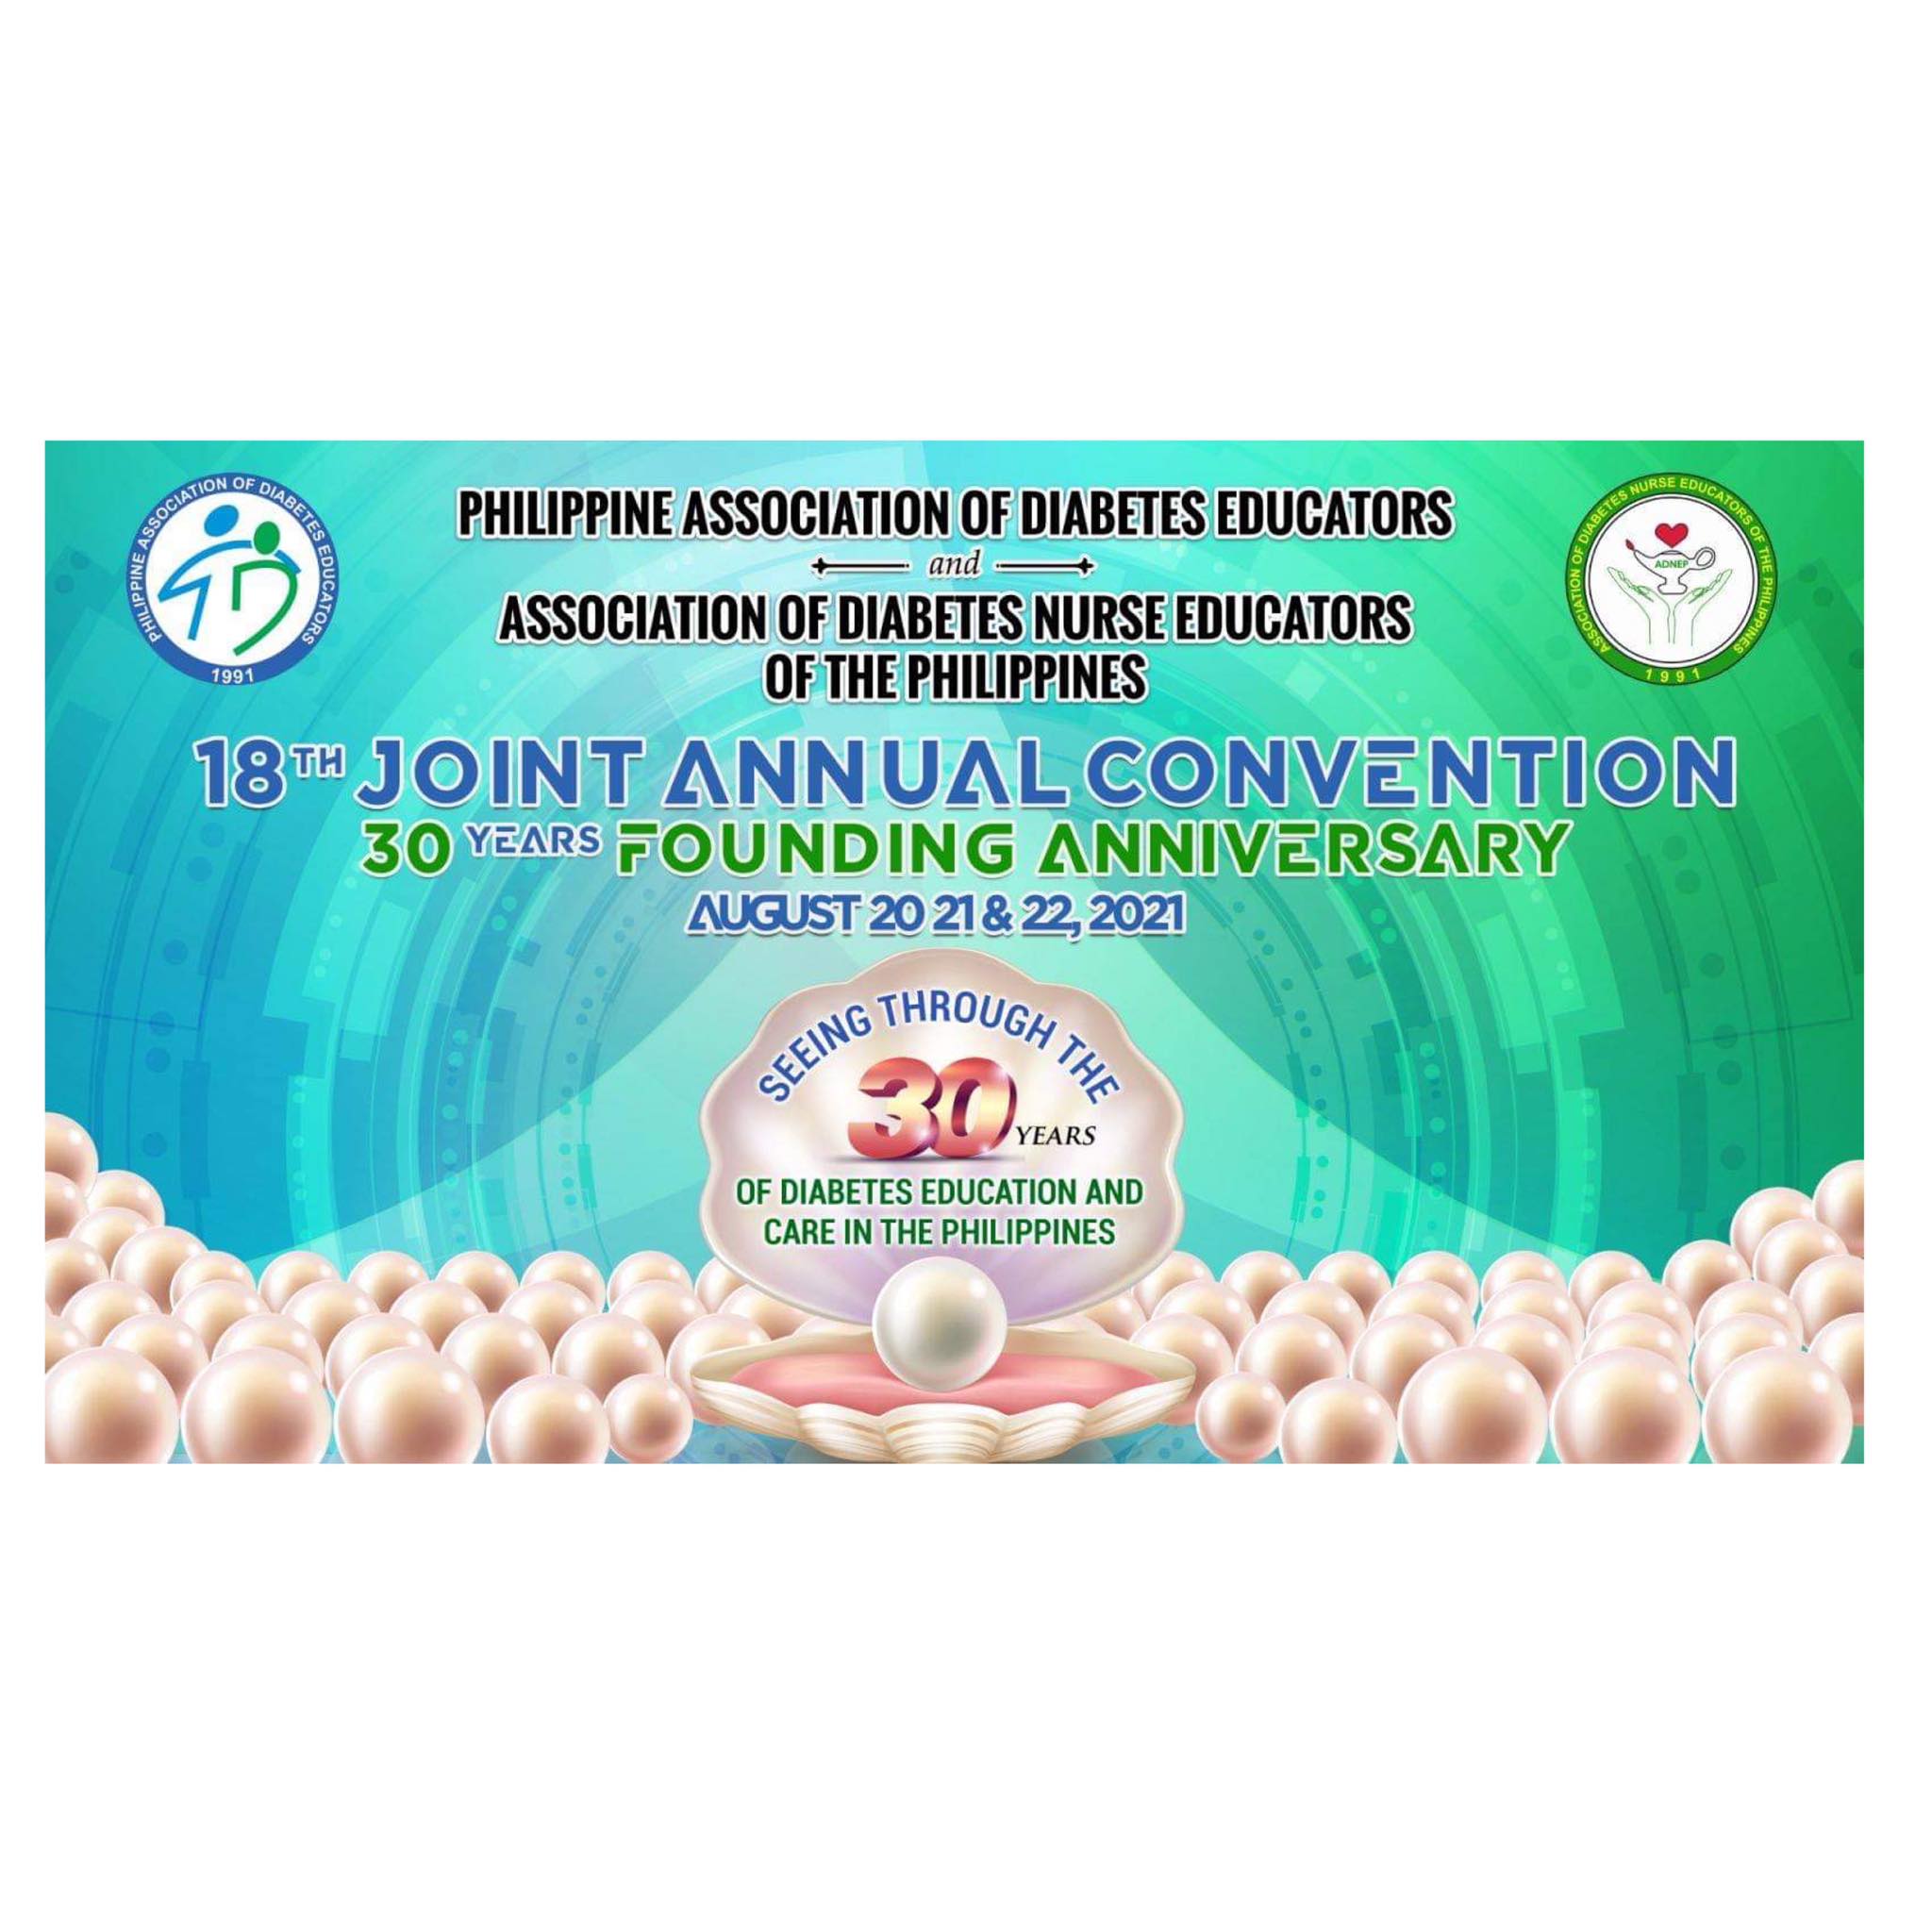 PHILIPPINE ASSOCIATION OF DIABETES EDUCATORS
1991
PHILIPPINE ASSOCIATION OF DIABETES EDUCATORS
and
ASSOCIATION OF DIABETES NURSE EDUCATORS
OF THE PHILIPPINES
ASSOCIATION OF DIABETES NURSE EDUCATORS OF THE PHILIPPINES
ADNEP
1991
18TH JOINT ANNUAL CONVENTION
30 YEARS FOUNDING ANNIVERSARY
AUGUST 20 21 & 22, 2021
SEEING THROUGH THE
30 YEARS
OF DIABETES EDUCATION AND
CARE IN THE PHILIPPINES